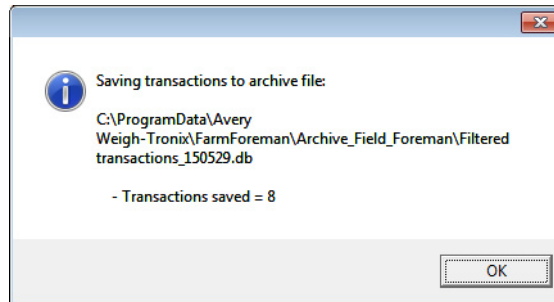 Saving transactions to archive file:
C:\ProgramData\Avery
Weigh-Tronix\FarmForeman\Archive_Field_Foreman\Filtered
transactions_150529.db
- Transactions saved = 8
OK